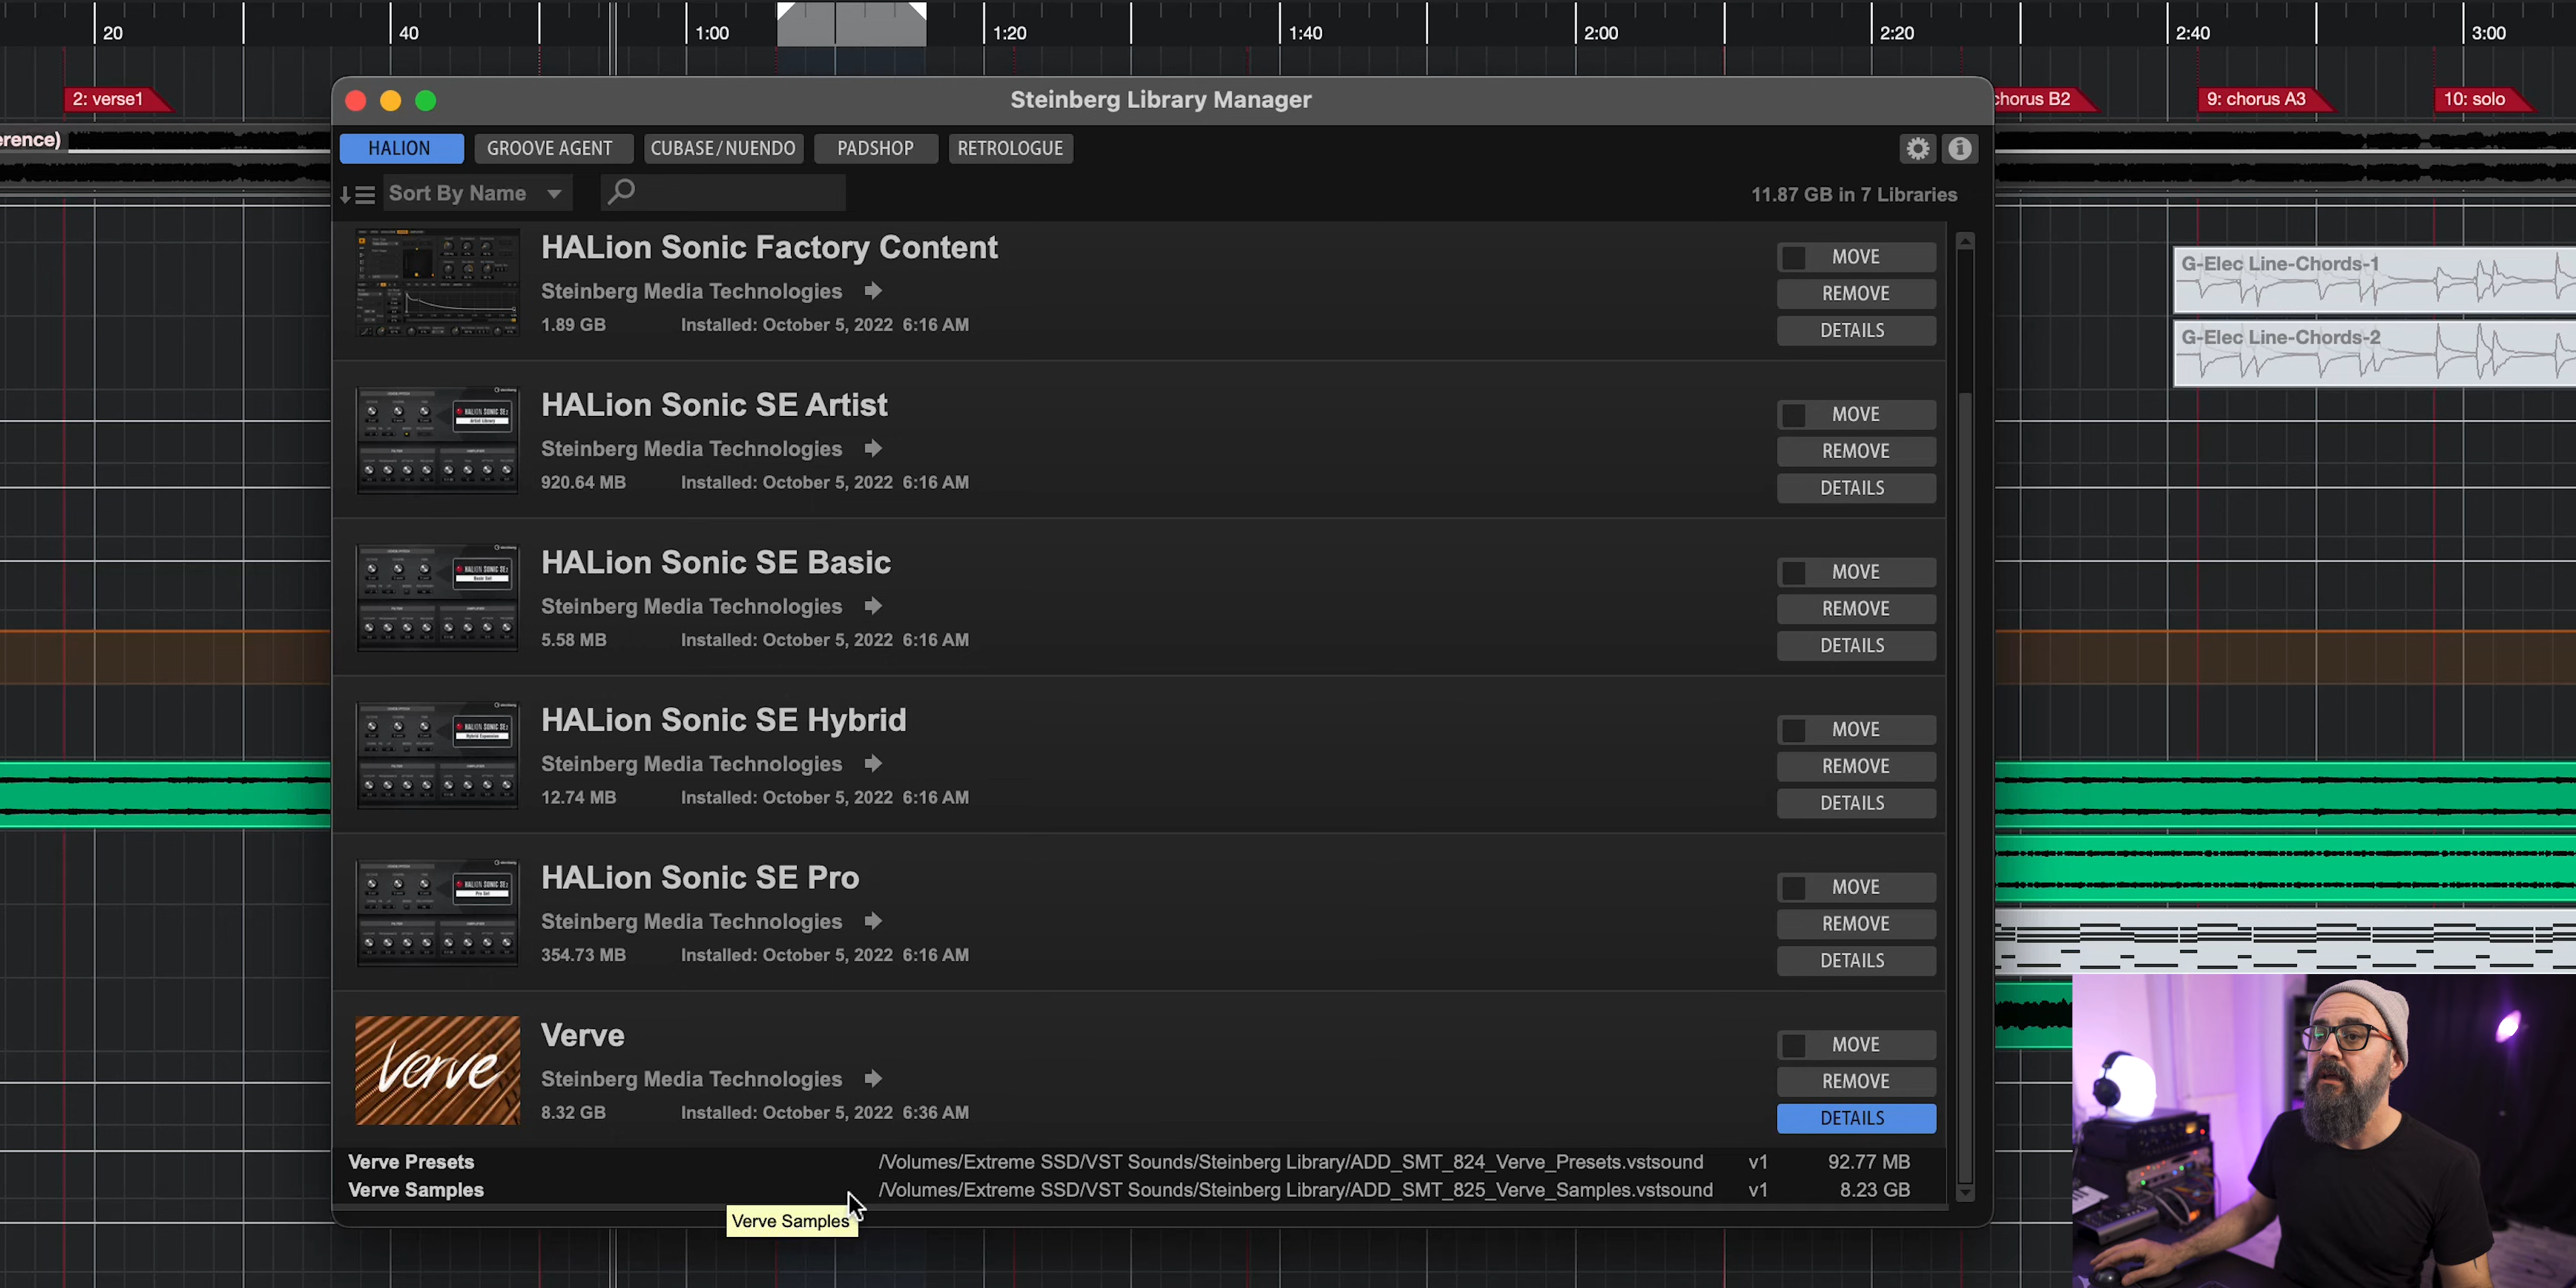 20 40 1:00 1:20 1:40 2:00 2:20 2:40 3:00
2: verse1
Steinberg Library Manager
chorus B2
9: chorus A3
10: solo
erence)
HALION GROOVE AGENT CUBASE/NUENDO PADSHOP RETROLOGUE
Sort By Name
11.87 GB in 7 Libraries
HALion Sonic Factory Content
Steinberg Media Technologies
1.89 GB Installed: October 5, 2022 6:16 AM
MOVE
REMOVE
DETAILS
G-Elec Line-Chords-1
G-Elec Line-Chords-2
HALion Sonic SE Artist
Steinberg Media Technologies
920.64 MB Installed: October 5, 2022 6:16 AM
MOVE
REMOVE
DETAILS
HALion Sonic SE Basic
Steinberg Media Technologies
5.58 MB Installed: October 5, 2022 6:16 AM
MOVE
REMOVE
DETAILS
HALion Sonic SE Hybrid
Steinberg Media Technologies
12.74 MB Installed: October 5, 2022 6:16 AM
MOVE
REMOVE
DETAILS
HALion Sonic SE Pro
Steinberg Media Technologies
354.73 MB Installed: October 5, 2022 6:16 AM
MOVE
REMOVE
DETAILS
verve
Verve
Steinberg Media Technologies
8.32 GB Installed: October 5, 2022 6:36 AM
MOVE
REMOVE
DETAILS
Verve Presets /Volumes/Extreme SSD/VST Sounds/Steinberg Library/ADD_SMT_824_Verve_Presets.vstsound v1 92.77 MB
Verve Samples /Volumes/Extreme SSD/VST Sounds/Steinberg Library/ADD_SMT_825_Verve_Samples.vstsound v1 8.23 GB
Verve Samples